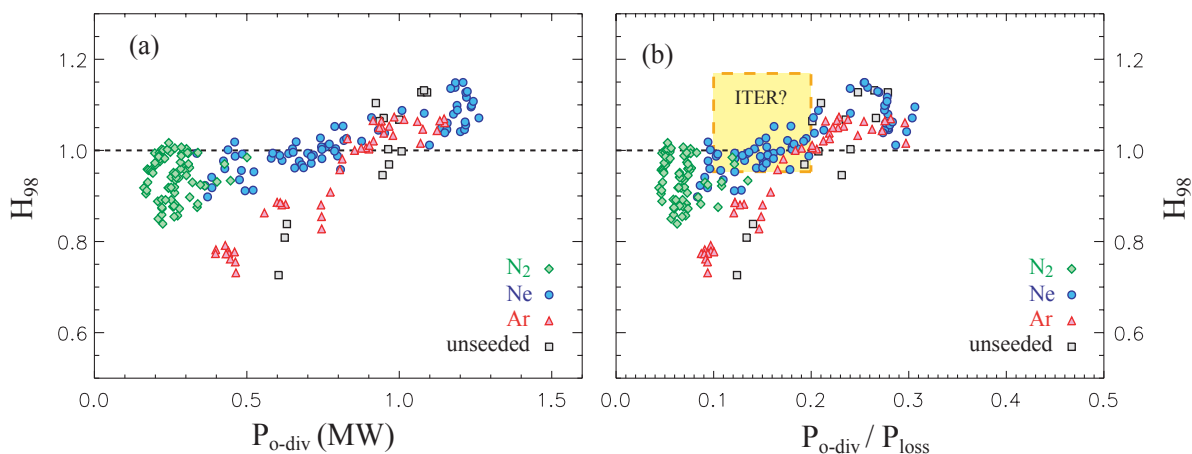 (a)
H98
1.2
1.0
0.8
0.6
N2
Ne
Ar
unseeded
0.0 0.5 1.0 1.5
Po-div (MW)
(b)
ITER?
1.2
1.0
0.8
0.6
H98
N2
Ne
Ar
unseeded
0.0 0.1 0.2 0.3 0.4 0.5
Po-div / Ploss